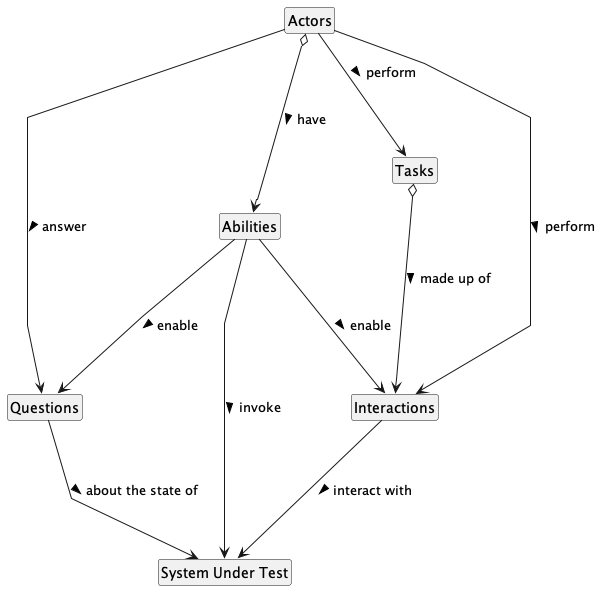 Actors
perform
have
Tasks
Abilities
answer
perform
made up of
enable
enable
Questions
invoke
Interactions
about the state of
interact with
System Under Test